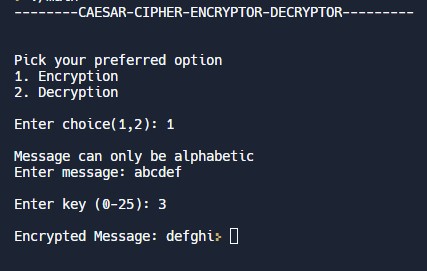 --------CAESAR-CIPHER-ENCRYPTOR-DECRYPTOR---------
Pick your preferred option
1. Encryption
2. Decryption
Enter choice(1,2): 1
Message can only be alphabetic
Enter message: abcdef
Enter key (0-25): 3
Encrypted Message: defghi